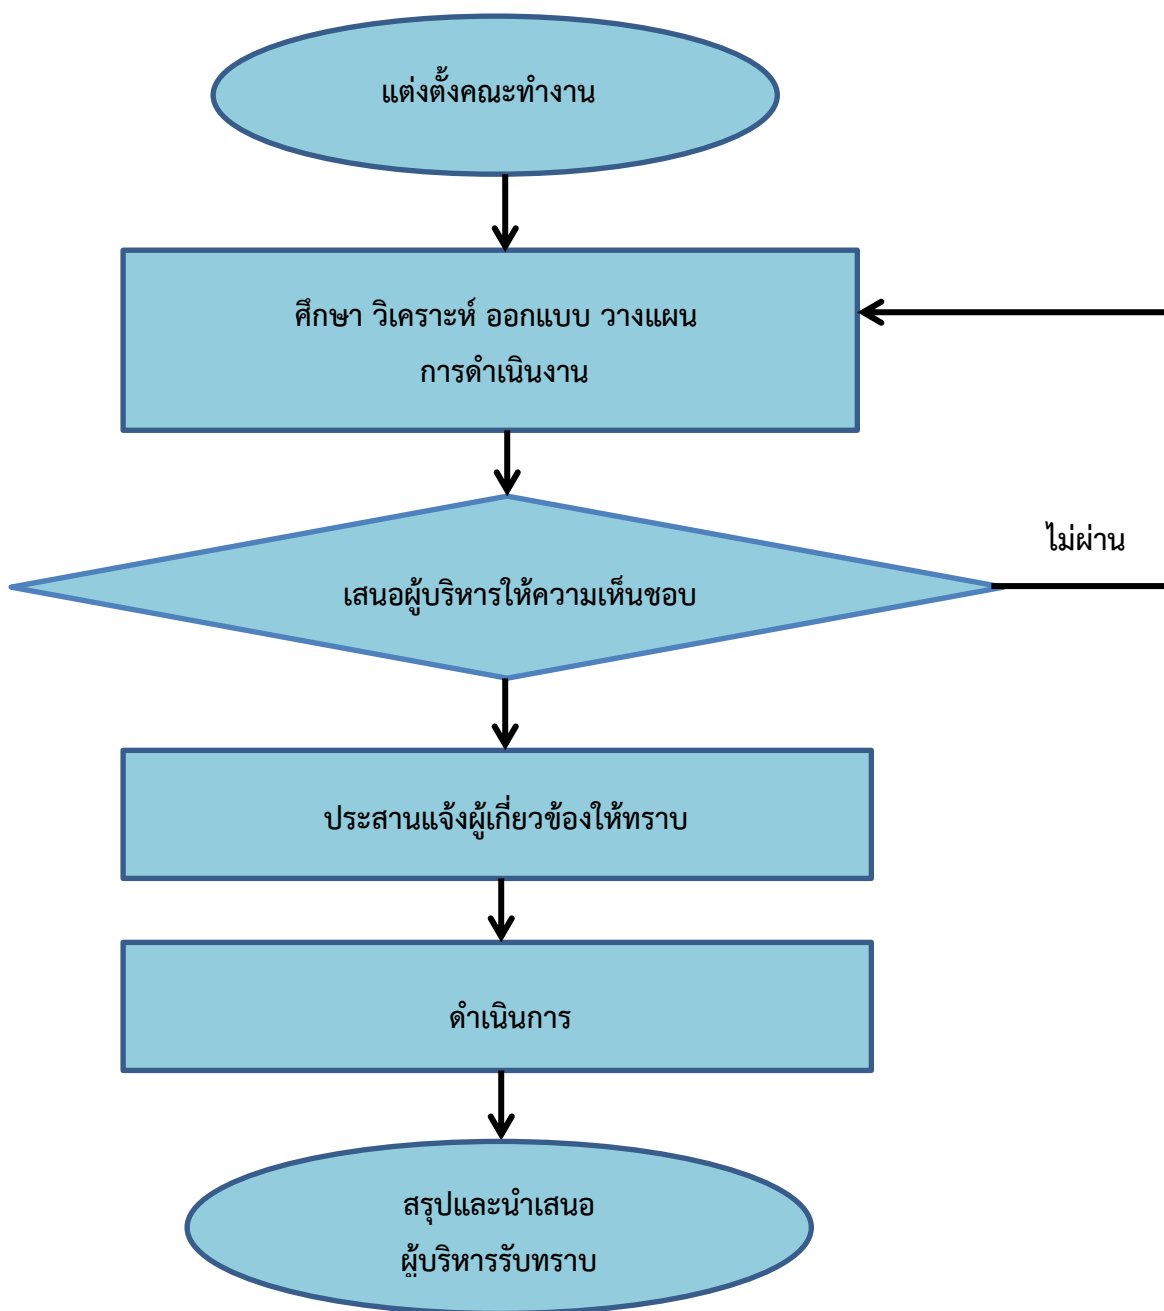 แต่งตั้งคณะทำงาน
ศึกษา วิเคราะห์ ออกแบบ วางแผน
การดำเนินงาน
ไม่ผ่าน
เสนอผู้บริหารให้ความเห็นชอบ
ประสานแจ้งผู้เกี่ยวข้องให้ทราบ
ดำเนินการ
สรุปและนำเสนอ
ผู้บริหารรับทราบ